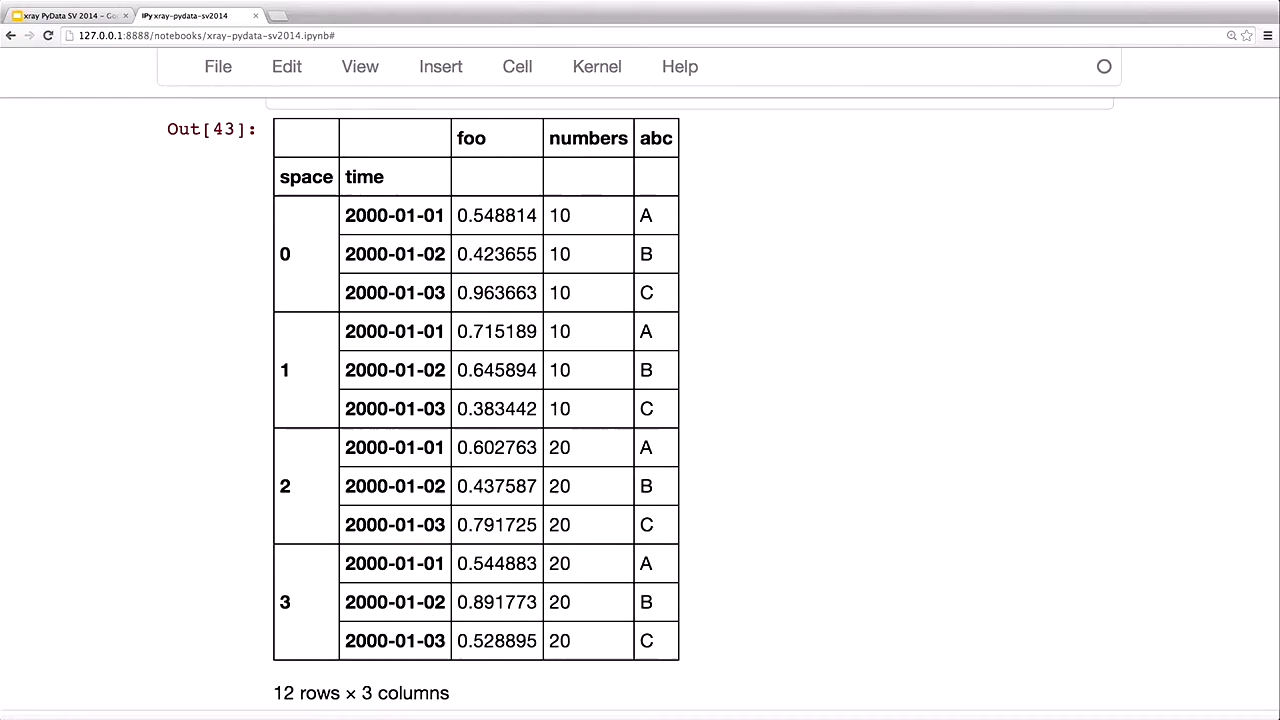 xray PyData SV 2014 - Go
IPy xray-pydata-sv2014
127.0.0.1:8888/notebooks/xray-pydata-sv2014.ipynb#
File Edit View Insert Cell Kernel Help
Out[43]:
foo numbers abc
space time
2000-01-01 0.548814 10 A
0 2000-01-02 0.423655 10 B
2000-01-03 0.963663 10 C
2000-01-01 0.715189 10 A
1 2000-01-02 0.645894 10 B
2000-01-03 0.383442 10 C
2000-01-01 0.602763 20 A
2 2000-01-02 0.437587 20 B
2000-01-03 0.791725 20 C
2000-01-01 0.544883 20 A
3 2000-01-02 0.891773 20 B
2000-01-03 0.528895 20 C
12 rows × 3 columns